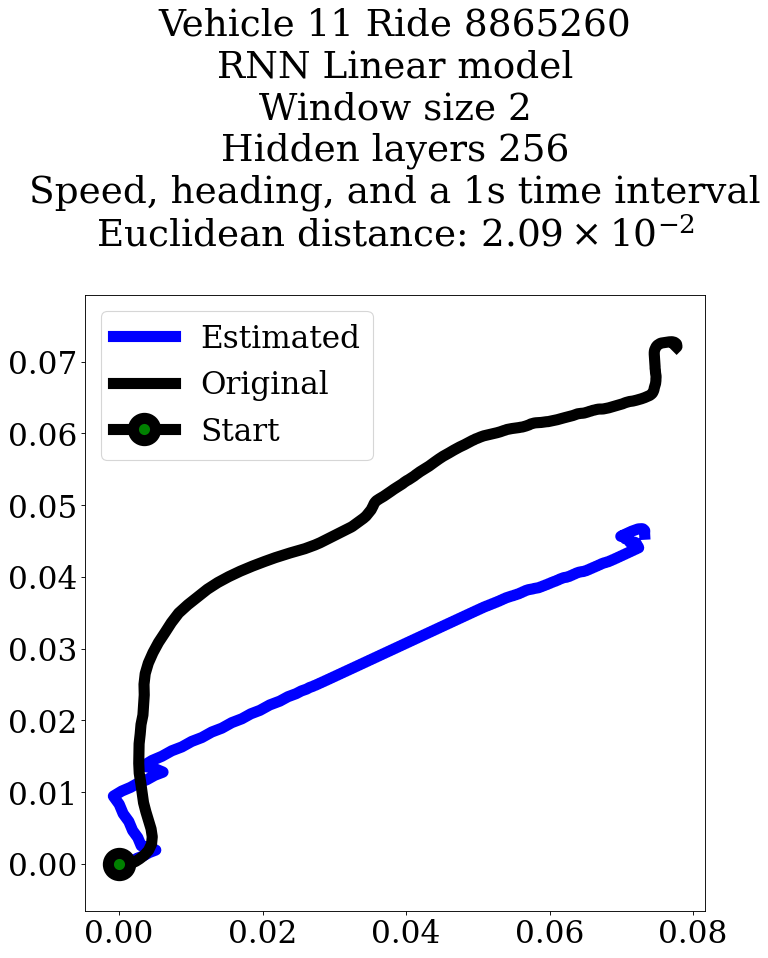 Vehicle 11 Ride 8865260
RNN Linear model
Window size 2
Hidden layers 256
Speed, heading, and a 1s time interval
Euclidean distance: 2.09 × 10⁻²
Estimated
Original
Start
0.07
0.06
0.05
0.04
0.03
0.02
0.01
0.00
0.00 0.02 0.04 0.06 0.08